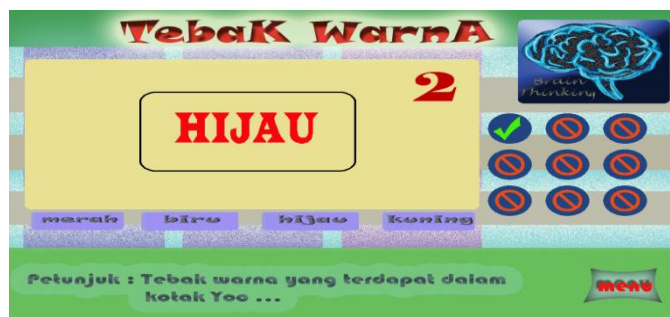 TebaK WarnA
2
Brain
Thinking
HIJAU
merah biru hijau kuning
Petunjuk : Tebak warna yang terdapat dalam
kotak Yoo ...
menu